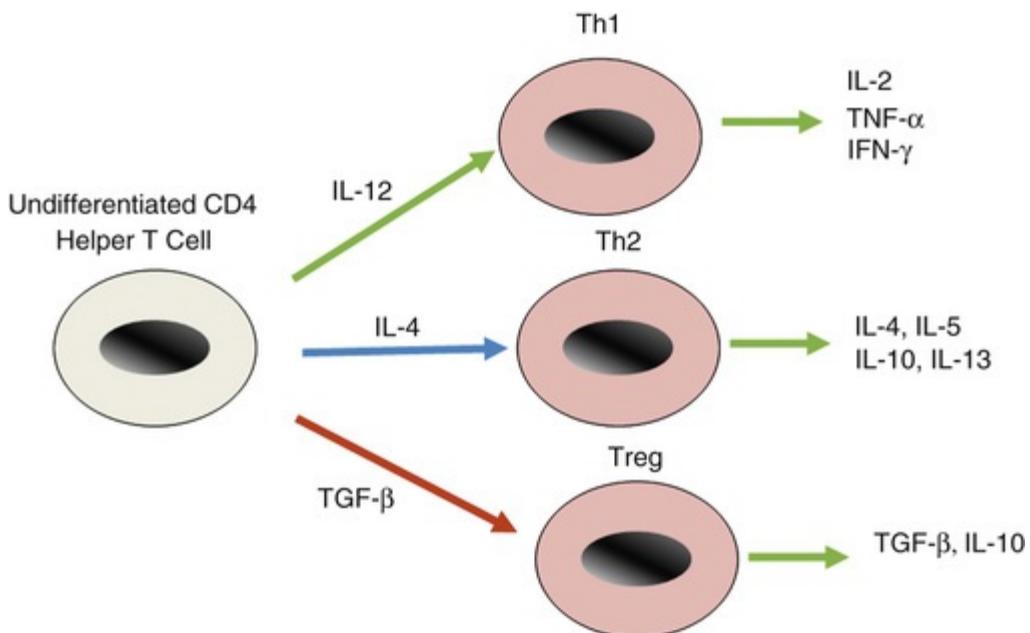 Th1
IL-2
TNF-α
IFN-γ
IL-12
Undifferentiated CD4
Helper T Cell
Th2
IL-4
IL-4, IL-5
IL-10, IL-13
Treg
TGF-β
TGF-β, IL-10